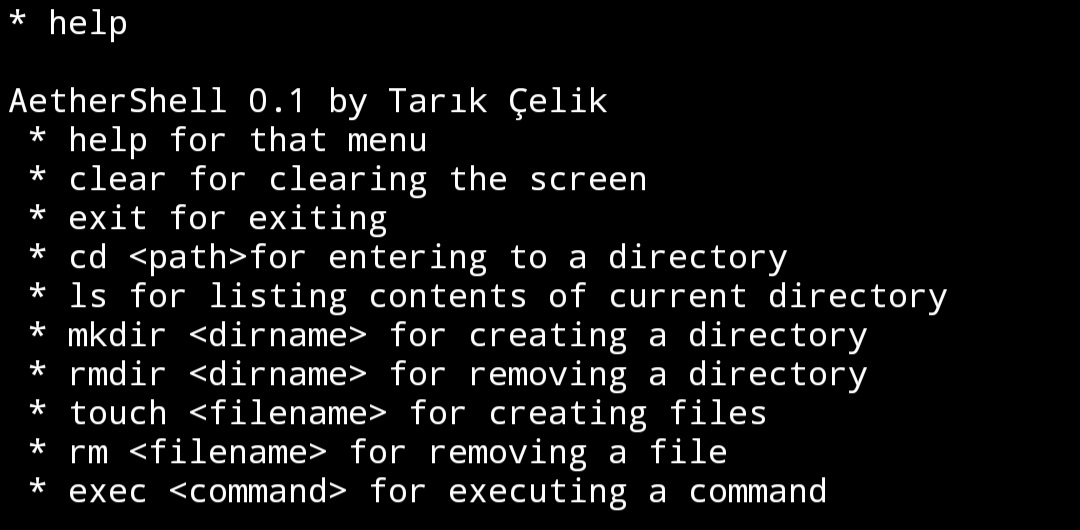 * help
AetherShell 0.1 by Tarık Çelik
* help for that menu
* clear for clearing the screen
* exit for exiting
* cd <path>for entering to a directory
* ls for listing contents of current directory
* mkdir <dirname> for creating a directory
* rmdir <dirname> for removing a directory
* touch <filename> for creating files
* rm <filename> for removing a file
* exec <command> for executing a command